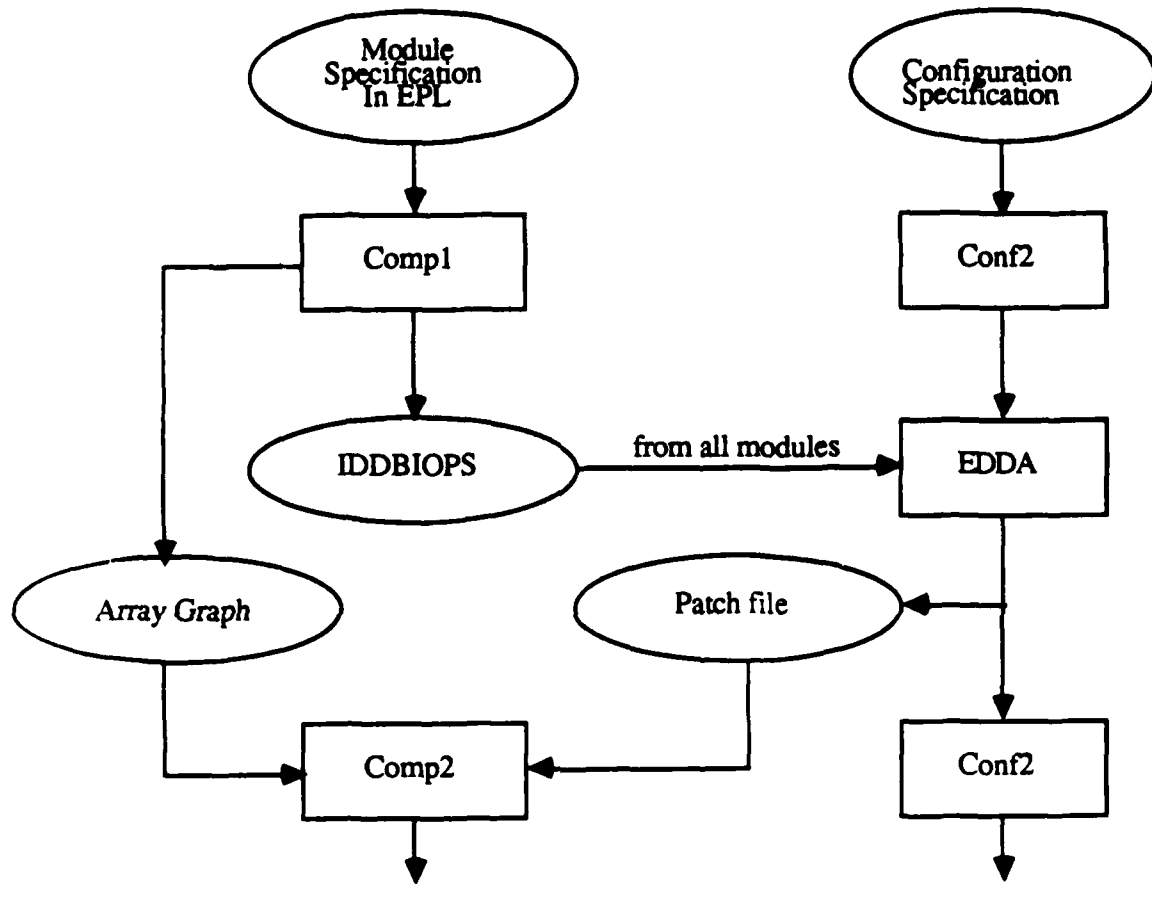 Module
Specification
In EPL
Configuration
Specification
Comp1
Conf2
IDDBIOPS
from all modules
EDDA
Array Graph
Patch file
Comp2
Conf2